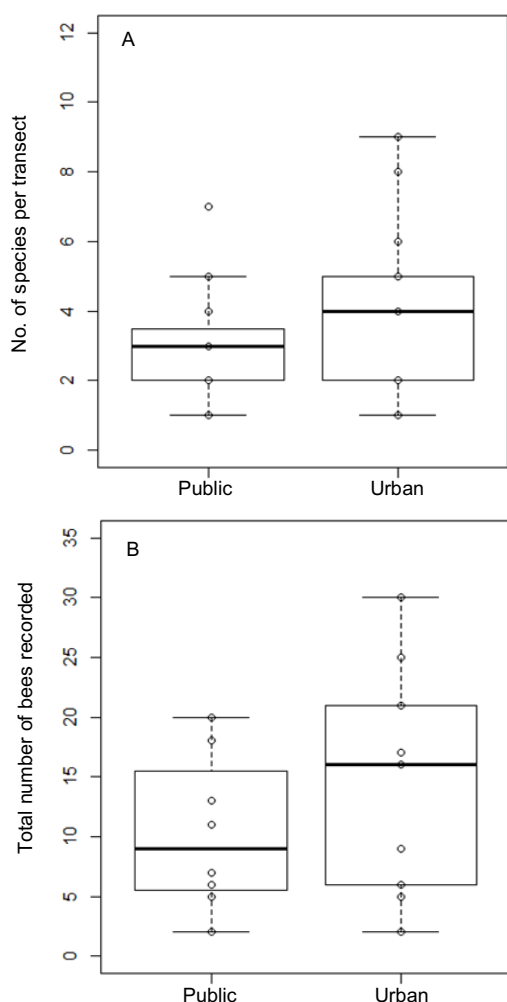 A
No. of species per transect
12
10
8
6
4
2
0
Public Urban
B
Total number of bees recorded
35
30
25
20
15
10
5
0
Public Urban